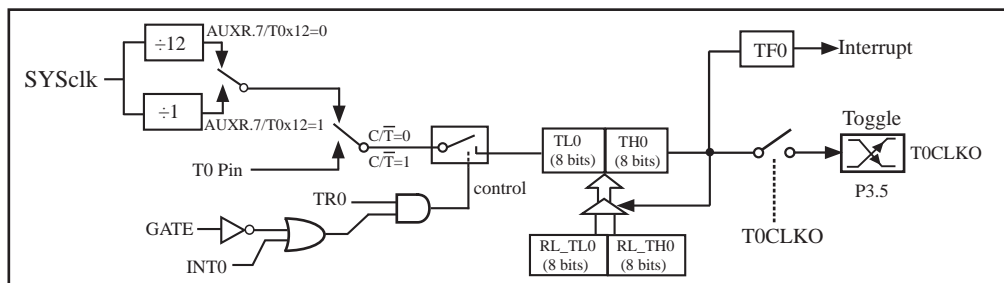 AUXR.7/T0x12=0
÷12
SYSclk
÷1
AUXR.7/T0x12=1
C/T̅=0
C/T̅=1
T0 Pin
TR0
control
GATE
INT0
TL0
(8 bits)
TH0
(8 bits)
RL_TL0
(8 bits)
RL_TH0
(8 bits)
TF0
Interrupt
Toggle
T0CLKO
P3.5
T0CLKO